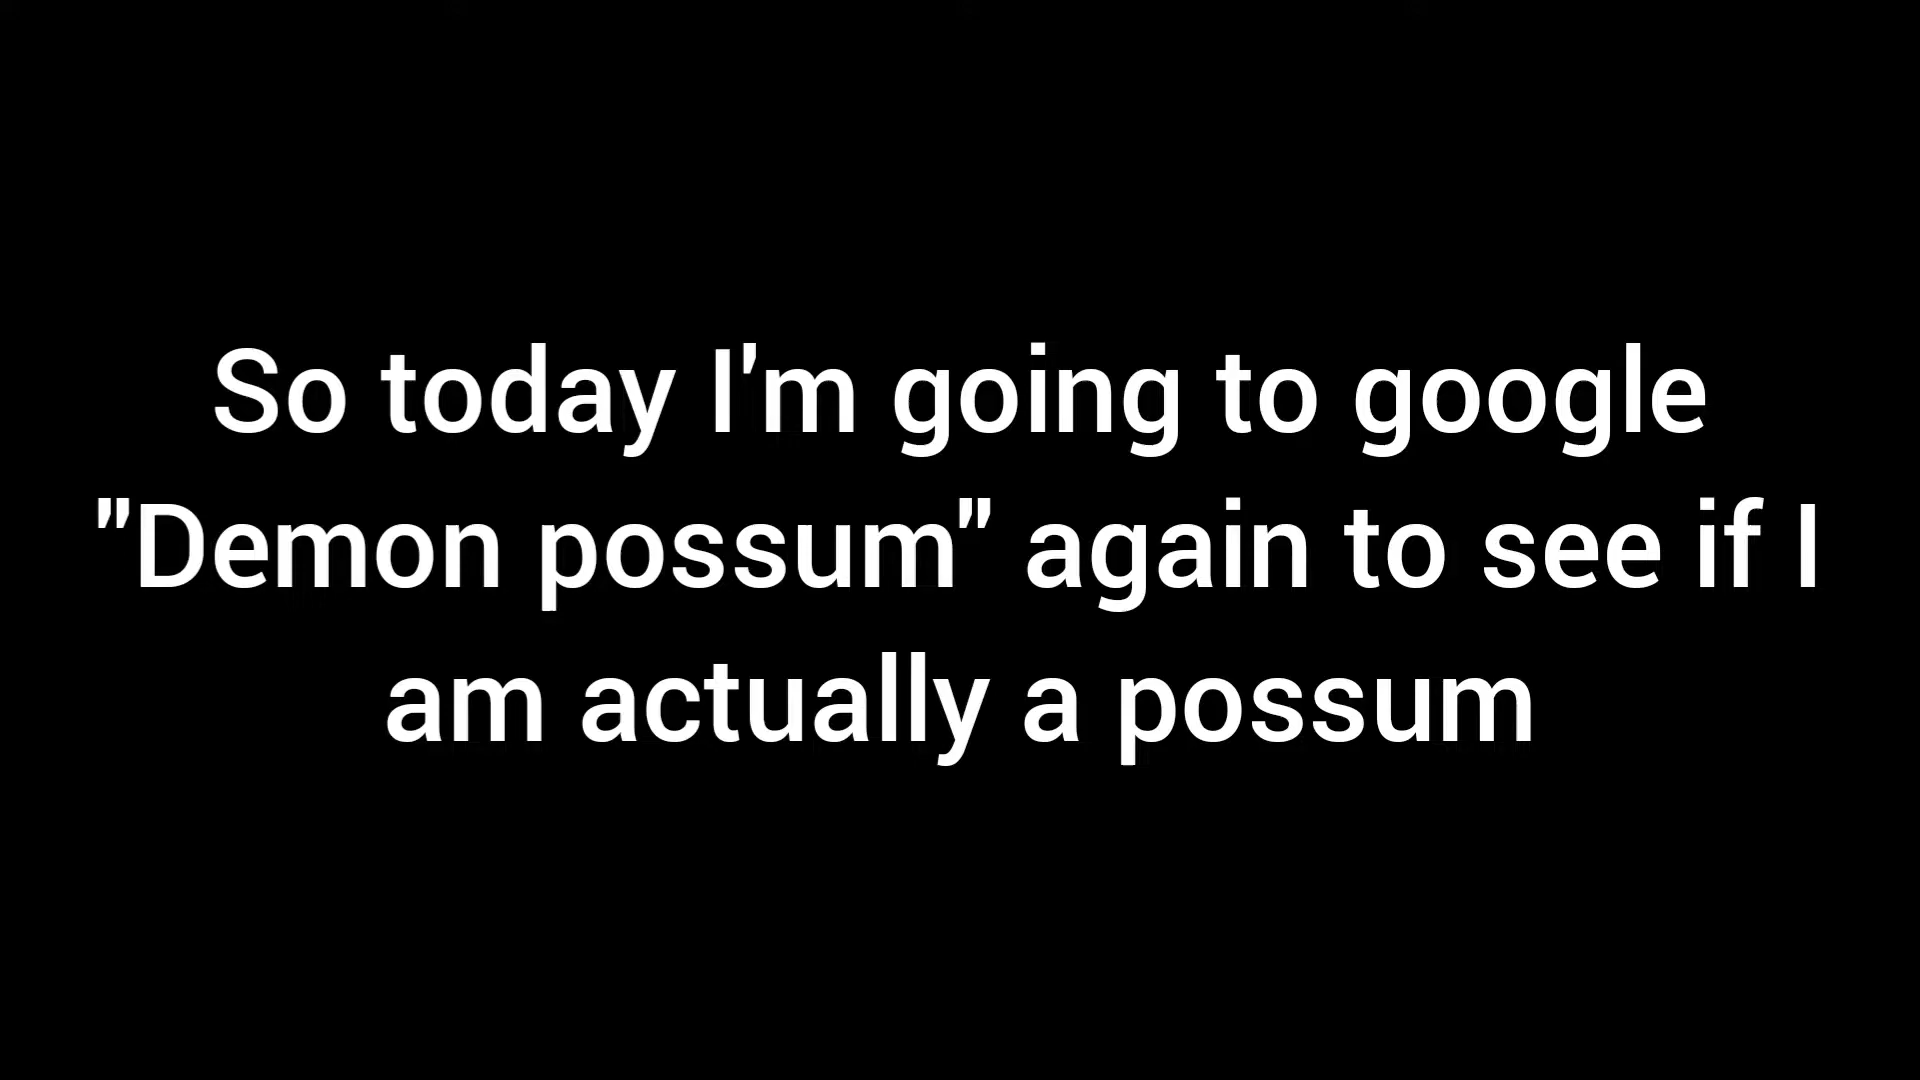 So today I'm going to google
"Demon possum" again to see if I
am actually a possum